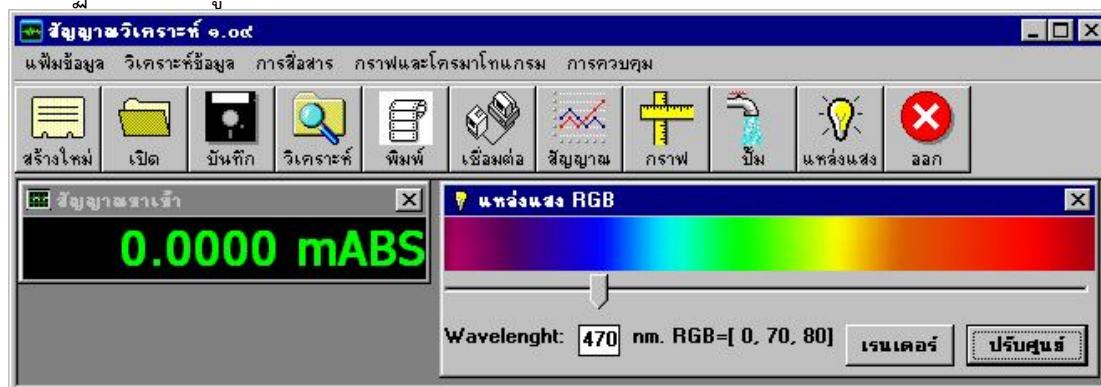 สัญญาณวิเคราะห์ ๑.๐๙
แฟ้มข้อมูล วิเคราะห์ข้อมูล การสื่อสาร กราฟและโครมาโทแกรม การควบคุม
สร้างใหม่ เปิด บันทึก วิเคราะห์ พิมพ์ เชื่อมต่อ สัญญาณ กราฟ ปั๊ม แหล่งแสง ออก
สัญญาณขาเข้า
0.0000 mABS
แหล่งแสง RGB
Wavelenght: 470 nm. RGB=[ 0, 70, 80]
เรนเดอร์ ปรับศูนย์